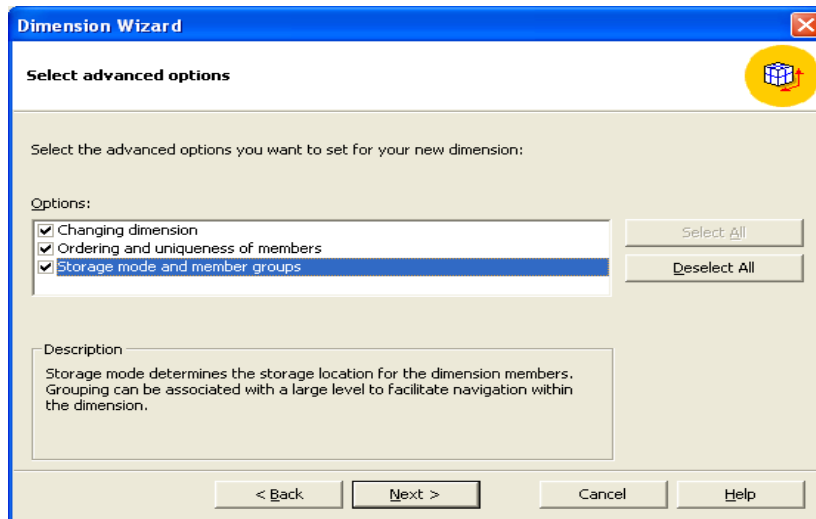 Dimension Wizard
Select advanced options
Select the advanced options you want to set for your new dimension:
Options:
Changing dimension
Ordering and uniqueness of members
Storage mode and member groups
Select All
Deselect All
Description
Storage mode determines the storage location for the dimension members.
Grouping can be associated with a large level to facilitate navigation within
the dimension.
< Back
Next >
Cancel
Help